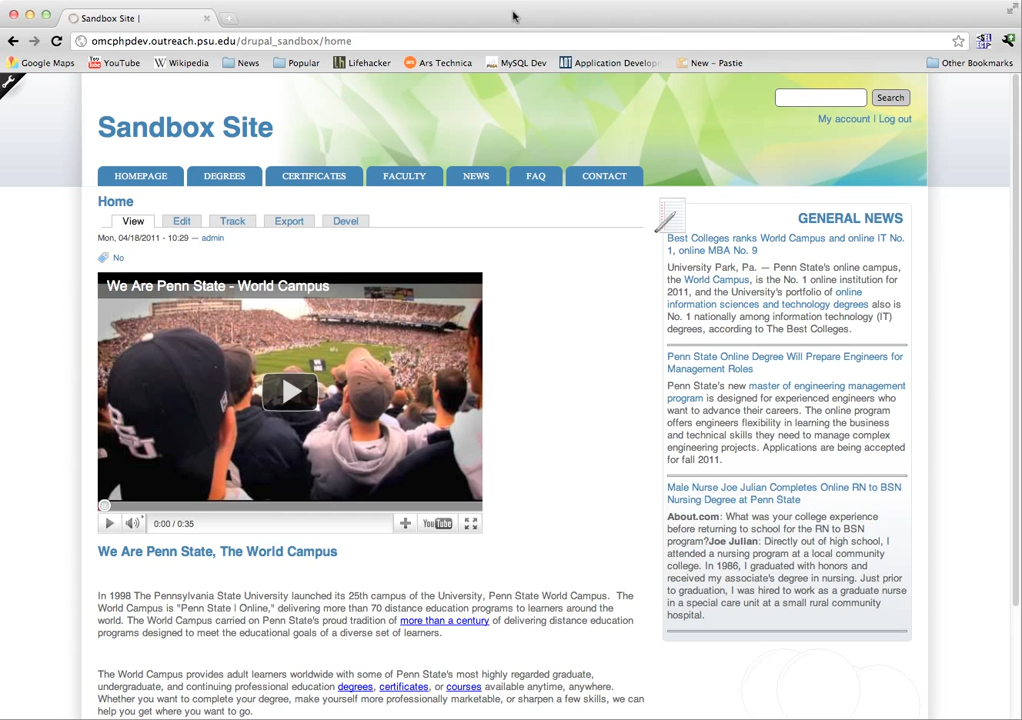 Sandbox Site |
omcphpdev.outreach.psu.edu/drupal_sandbox/home
Google Maps YouTube Wikipedia News Popular Lifehacker Ars Technica MySQL Dev Application Develop New - Pastie Other Bookmarks
Search
My account | Log out
Sandbox Site
HOMEPAGE DEGREES CERTIFICATES FACULTY NEWS FAQ CONTACT
Home
View Edit Track Export Devel
Mon, 04/18/2011 - 10:29 — admin
No
We Are Penn State - World Campus
0:00 / 0:35
YouTube
We Are Penn State, The World Campus
In 1998 The Pennsylvania State University launched its 25th campus of the University, Penn State World Campus. The
World Campus is "Penn State | Online," delivering more than 70 distance education programs to learners around the
world. The World Campus carried on Penn State's proud tradition of more than a century of delivering distance education
programs designed to meet the educational goals of a diverse set of learners.
The World Campus provides adult learners worldwide with some of Penn State's most highly regarded graduate,
undergraduate, and continuing professional education degrees, certificates, or courses available anytime, anywhere.
Whether you want to complete your degree, make yourself more professionally marketable, or sharpen a few skills, we can
help you get where you want to go.
GENERAL NEWS
Best Colleges ranks World Campus and online IT No.
1, online MBA No. 9
University Park, Pa. — Penn State's online campus,
the World Campus, is the No. 1 online institution for
2011, and the University's portfolio of online
information sciences and technology degrees also is
No. 1 nationally among information technology (IT)
degrees, according to The Best Colleges.
Penn State Online Degree Will Prepare Engineers for
Management Roles
Penn State's new master of engineering management
program is designed for experienced engineers who
want to advance their careers. The online program
offers engineers flexibility in learning the business
and technical skills they need to manage complex
engineering projects. Applications are being accepted
for fall 2011.
Male Nurse Joe Julian Completes Online RN to BSN
Nursing Degree at Penn State
About.com: What was your college experience
before returning to school for the RN to BSN
program?Joe Julian: Directly out of high school, I
attended a nursing program at a local community
college. In 1986, I graduated with honors and
received my associate's degree in nursing. Just prior
to graduation, I was hired to work as a graduate nurse
in a special care unit at a small rural community
hospital.